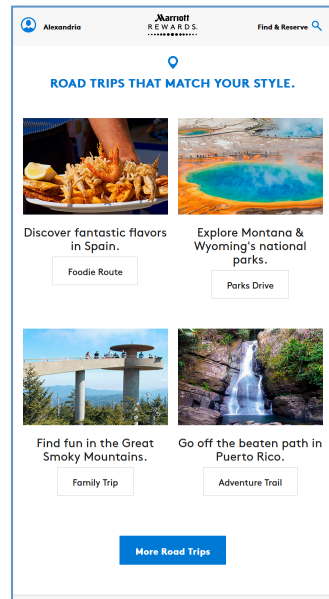 Alexandria
Marriott
REWARDS.
Find & Reserve
ROAD TRIPS THAT MATCH YOUR STYLE.
Discover fantastic flavors
in Spain.
Foodie Route
Explore Montana &
Wyoming's national
parks.
Parks Drive
Find fun in the Great
Smoky Mountains.
Family Trip
Go off the beaten path in
Puerto Rico.
Adventure Trail
More Road Trips